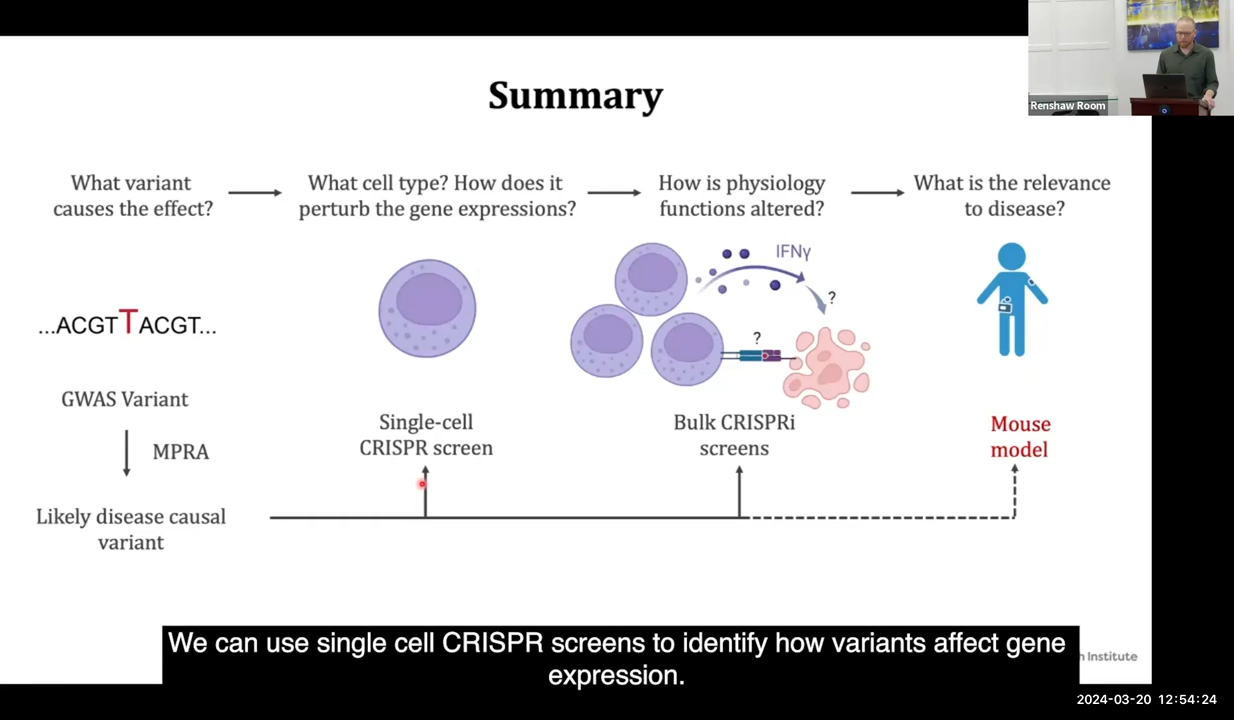 Summary
Renshaw Room
What variant
causes the effect?
What cell type? How does it
perturb the gene expressions?
How is physiology
functions altered?
What is the relevance
to disease?
IFNγ
?
?
...ACGTTACGT...
GWAS Variant
MPRA
Likely disease causal
variant
Single-cell
CRISPR screen
Bulk CRISPRi
screens
Mouse
model
We can use single cell CRISPR screens to identify how variants affect gene
expression.
Institute
2024-03-20 12:54:24